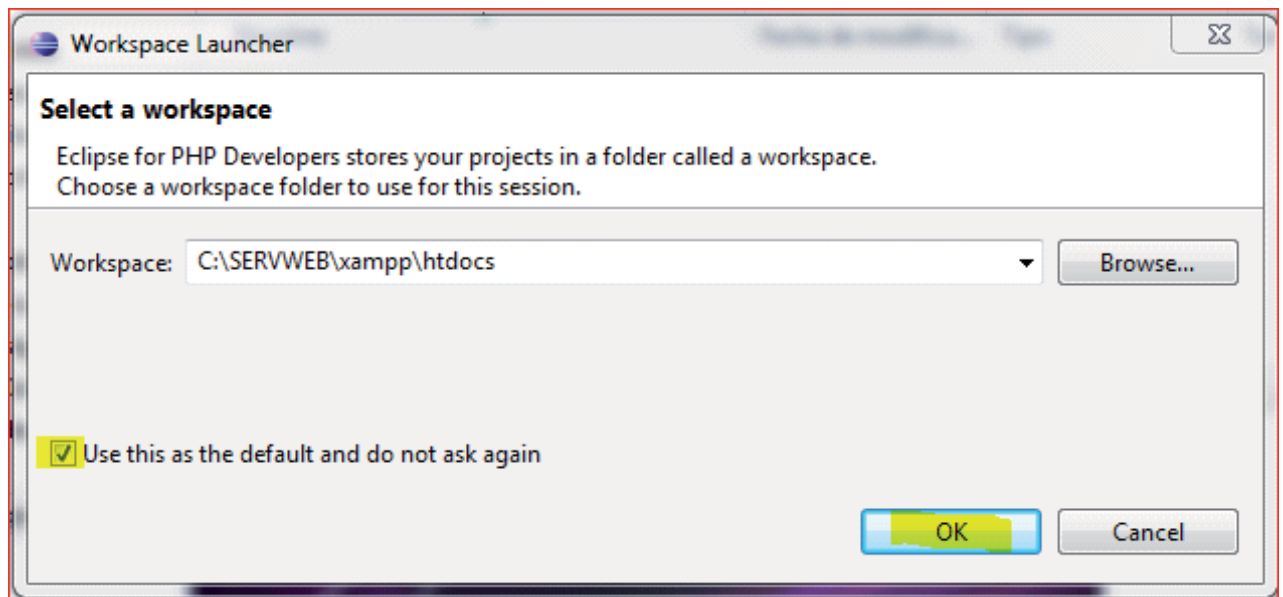 Workspace Launcher
Select a workspace
Eclipse for PHP Developers stores your projects in a folder called a workspace.
Choose a workspace folder to use for this session.
Workspace: C:\SERVWEB\xampp\htdocs Browse...
Use this as the default and do not ask again
OK Cancel